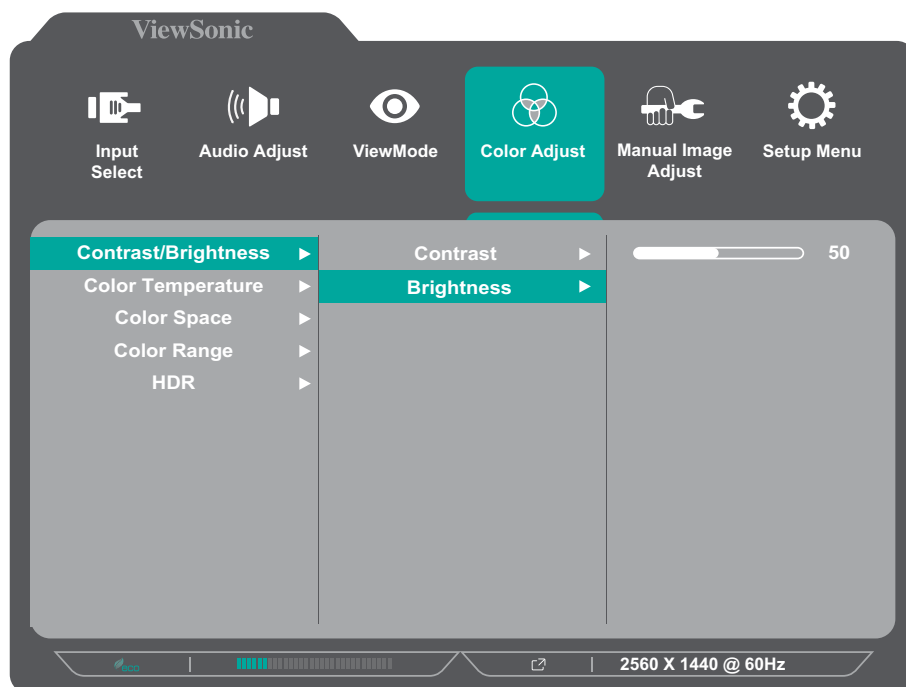 ViewSonic
Input
Select
Audio Adjust
ViewMode
Color Adjust
Manual Image
Adjust
Setup Menu
Contrast/Brightness
Color Temperature
Color Space
Color Range
HDR
Contrast
Brightness
50
eco
2560 X 1440 @ 60Hz